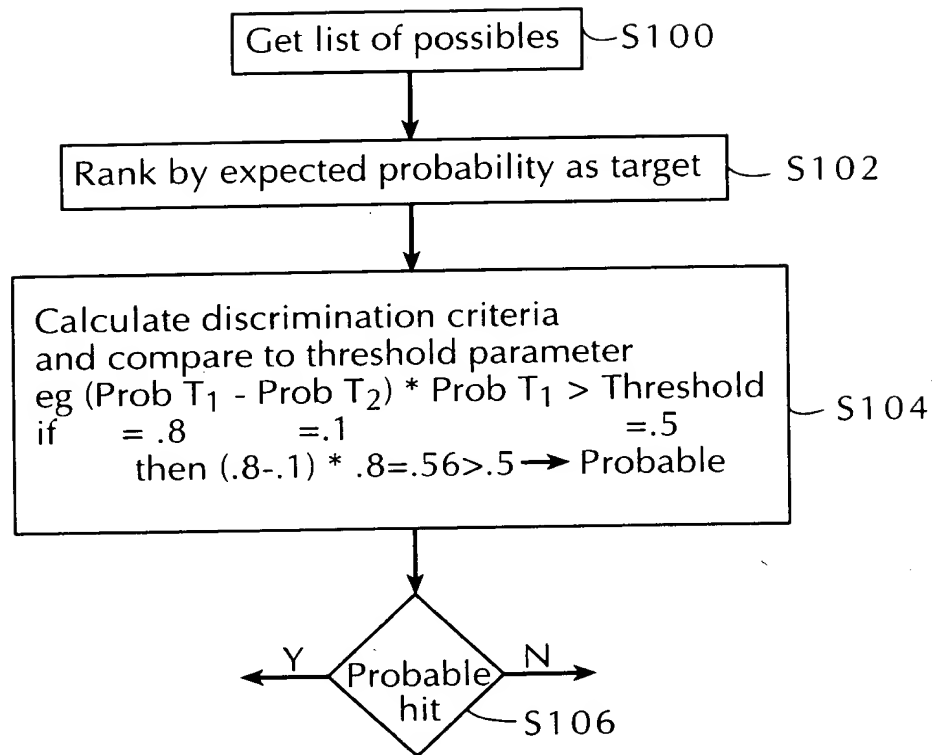 Get list of possibles S100
Rank by expected probability as target S102
Calculate discrimination criteria
and compare to threshold parameter
eg (Prob T₁ - Prob T₂) * Prob T₁ > Threshold
if = .8 =.1 =.5
then (.8-.1) * .8=.56>.5→ Probable
S104
Y Probable N
hit
S106